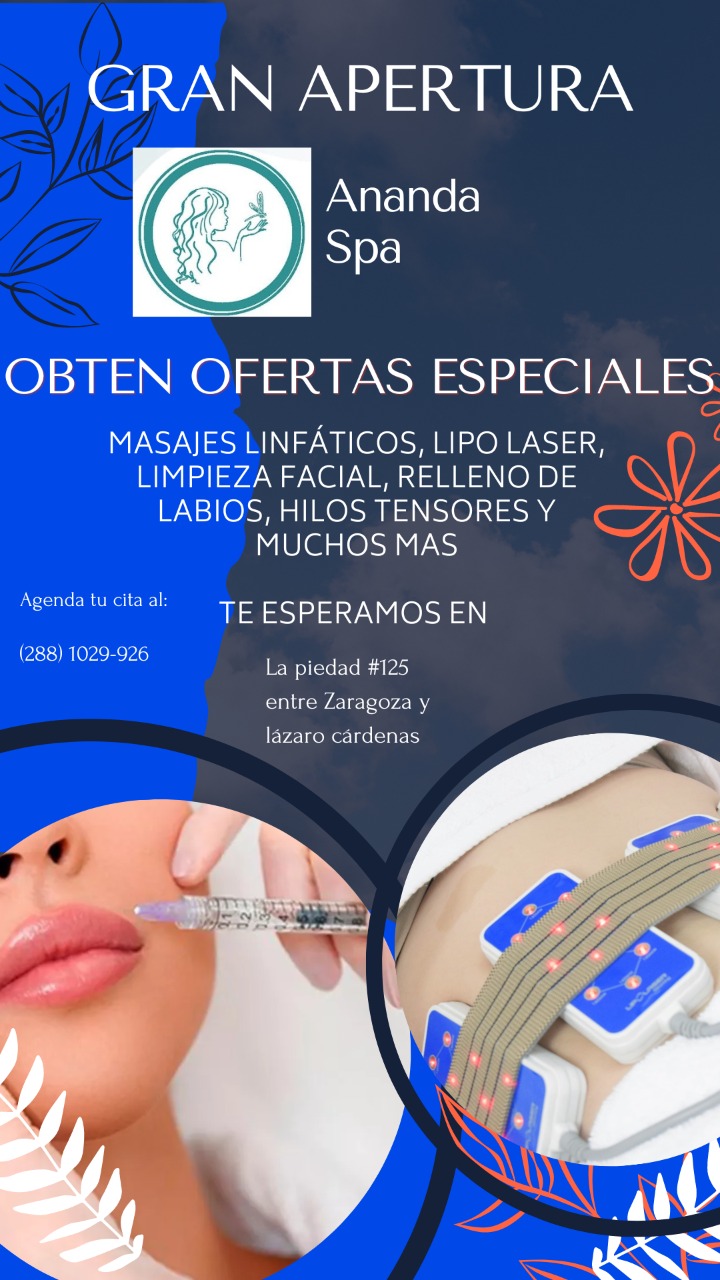 GRAN APERTURA
Ananda
Spa
OBTEN OFERTAS ESPECIALES
MASAJES LINFÁTICOS, LIPO LASER,
LIMPIEZA FACIAL, RELLENO DE
LABIOS, HILOS TENSORES Y
MUCHOS MAS
Agenda tu cita al:
(288) 1029-926
TE ESPERAMOS EN
La piedad #125
entre Zaragoza y
lázaro cárdenas